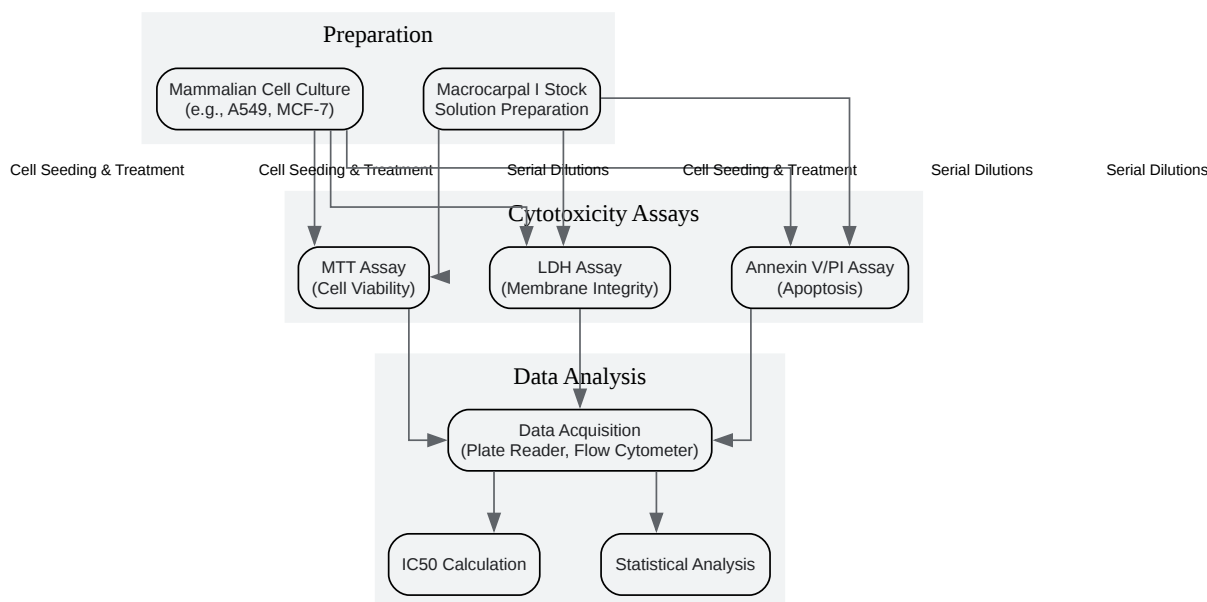 Preparation
Mammalian Cell Culture
(e.g., A549, MCF-7)
Macrocarpal I Stock
Solution Preparation
Cell Seeding & Treatment
Cell Seeding & Treatment
Serial Dilutions
Cell Seeding & Treatment
Serial Dilutions
Serial Dilutions
Cytotoxicity Assays
MTT Assay
(Cell Viability)
LDH Assay
(Membrane Integrity)
Annexin V/PI Assay
(Apoptosis)
Data Analysis
Data Acquisition
(Plate Reader, Flow Cytometer)
IC50 Calculation
Statistical Analysis